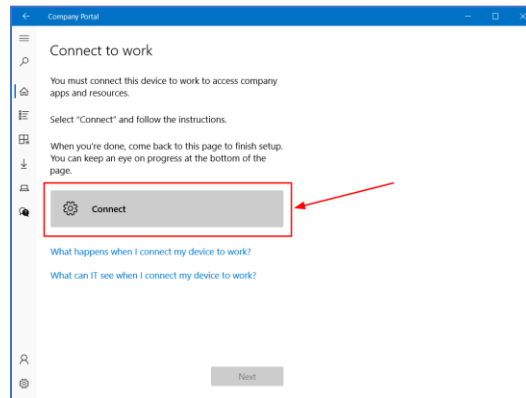 Company Portal
Connect to work
You must connect this device to work to access company
apps and resources.
Select "Connect" and follow the instructions.
When you're done, come back to this page to finish setup.
You can keep an eye on progress at the bottom of the
page.
Connect
What happens when I connect my device to work?
What can IT see when I connect my device to work?
Next